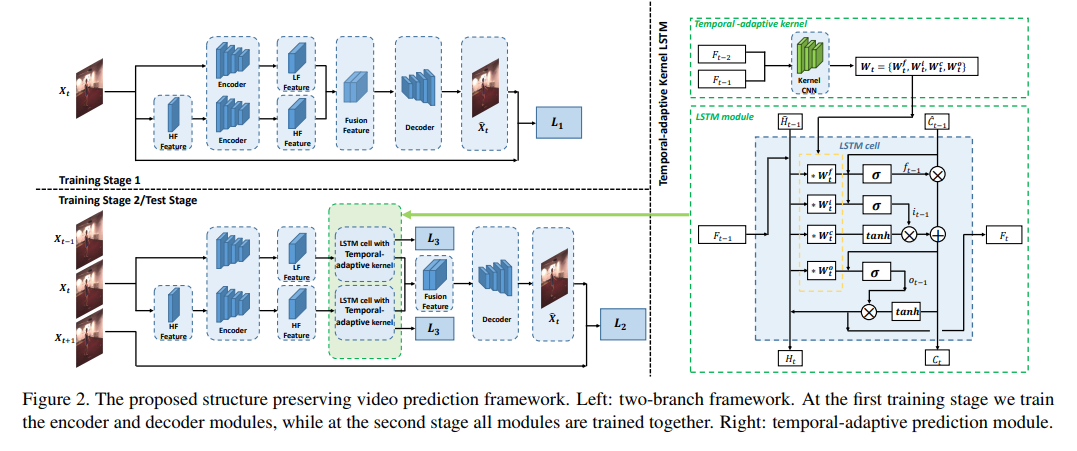 X_t
HF Feature
Encoder
Encoder
LF Feature
HF Feature
Fusion Feature
Decoder
X̂_t
L_1
Training Stage 1
Training Stage 2/Test Stage
X_{t-1}
X_t
X_{t+1}
HF Feature
Encoder
LF Feature
HF Feature
LSTM cell with Temporal-adaptive kernel
LSTM cell with Temporal-adaptive kernel
L_3
L_3
Fusion Feature
Decoder
X̂_t
L_2
Temporal-adaptive Kernel LSTM
Temporal -adaptive kernel
F_{t-2}
F_{t-1}
Kernel CNN
W_t = {W_t^f, W_t^i, W_t^c, W_t^o}
LSTM module
Ĥ_{t-1}
Ĉ_{t-1}
LSTM cell
* W_t^f
σ
f_{t-1}
* W_t^i
σ
i_{t-1}
F_{t-1}
* W_t^c
tanh
F_t
* W_t^o
σ
o_{t-1}
tanh
H_t
C_t
Figure 2. The proposed structure preserving video prediction framework. Left: two-branch framework. At the first training stage we train
the encoder and decoder modules, while at the second stage all modules are trained together. Right: temporal-adaptive prediction module.